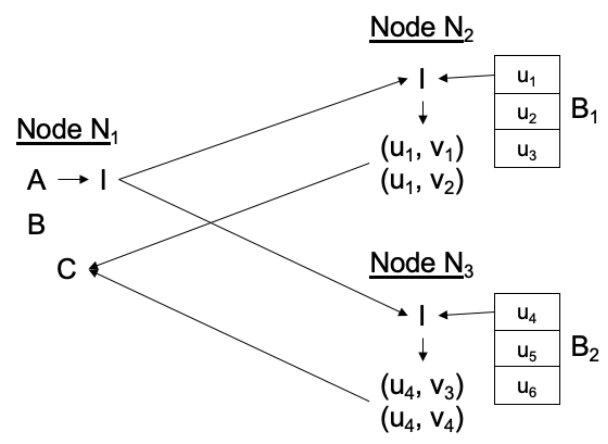 Node N1
A → I
B
C
Node N2
I
(u1, v1)
(u1, v2)
u1
u2
u3
B1
Node N3
I
(u4, v3)
(u4, v4)
u4
u5
u6
B2